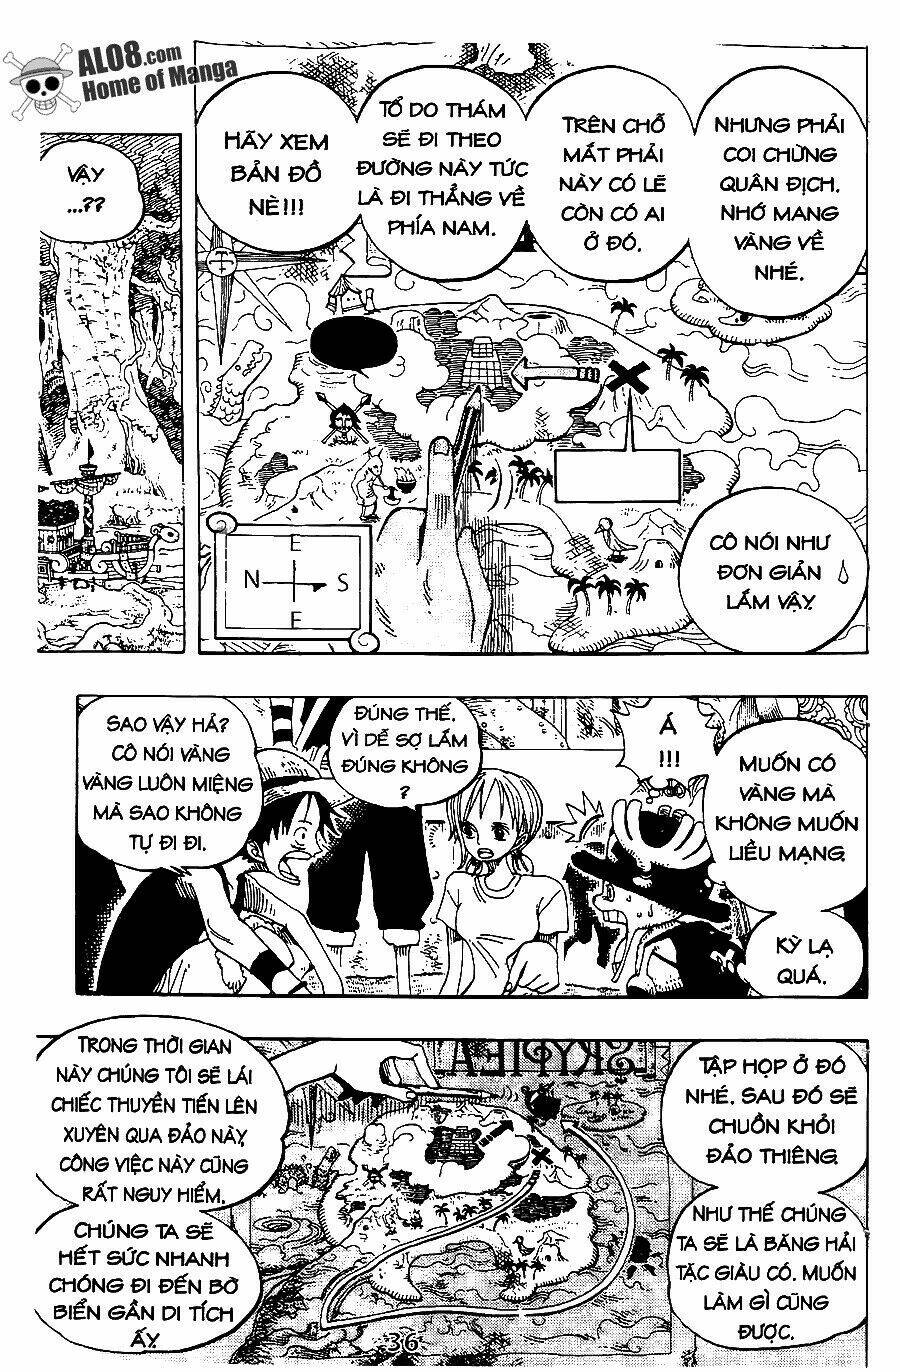 ALO8.com
Home of Manga
HÃY XEM
BẢN ĐỒ
NÈ!!!
TỔ DO THÁM
SẼ ĐI THEO
ĐƯỜNG NÀY TỨC
LÀ ĐI THẲNG VỀ
PHÍA NAM.
TRÊN CHỖ
MẮT PHẢI
NÀY CÓ LẼ
CÒN CÓ AI
Ở ĐÓ.
NHƯNG PHẢI
COI CHỪNG
QUÂN ĐỊCH.
NHỚ MANG
VÀNG VỀ
NHÉ.
VẬY
...??
CÔ NÓI NHƯ
ĐƠN GIẢN
LẮM VẬY.
E
N
S
E
SAO VẬY HẢ?
CÔ NÓI VÀNG
VÀNG LUÔN MIỆNG
MÀ SAO KHÔNG
TỰ ĐI ĐI.
ĐÚNG THẾ.
VÌ DỄ SỢ LẮM
ĐÚNG KHÔNG
?
Á
!!!
MUỐN CÓ
VÀNG MÀ
KHÔNG MUỐN
LIỀU MẠNG.
KỲ LẠ
QUÁ.
TRONG THỜI GIAN
NÀY CHÚNG TÔI SẼ LÁI
CHIẾC THUYỀN TIẾN LÊN
XUYÊN QUA ĐẢO NÀY.
CÔNG VIỆC NÀY CŨNG
RẤT NGUY HIỂM.
CHÚNG TA SẼ
HẾT SỨC NHANH
CHÓNG ĐI ĐẾN BỜ
BIỂN GẦN DI TÍCH
ẤY.
SKYPIEA
TẬP HỌP Ở ĐÓ
NHÉ. SAU ĐÓ SẼ
CHUỒN KHỎI
ĐẢO THIÊNG.
NHƯ THẾ CHÚNG
TA SẼ LÀ BĂNG HẢI
TẶC GIÀU CÓ. MUỐN
LÀM GÌ CŨNG
ĐƯỢC.
36